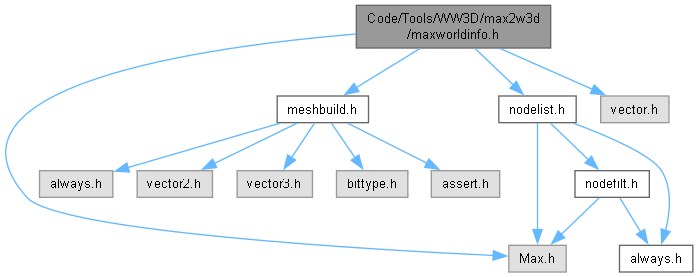 Code/Tools/WW3D/max2w3d
/maxworldinfo.h
meshbuild.h
nodelist.h
vector.h
always.h
vector2.h
vector3.h
bittype.h
assert.h
nodefilt.h
Max.h
always.h